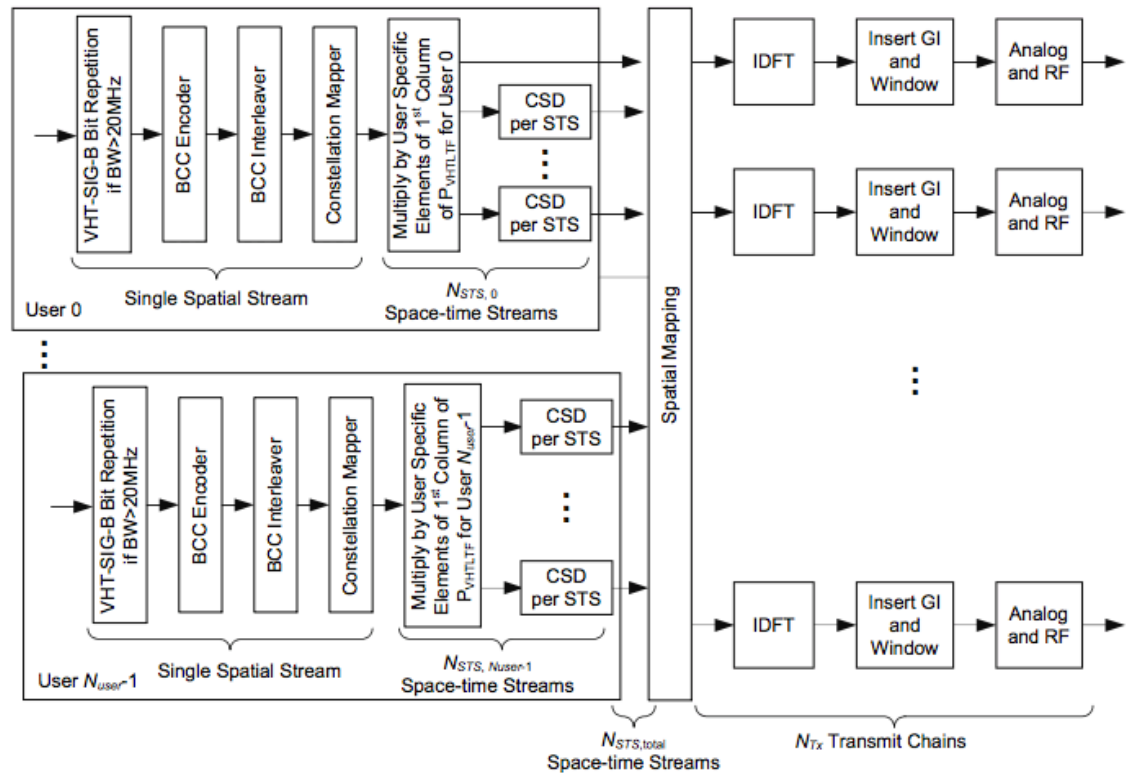 VHT-SIG-B Bit Repetition
if BW>20MHz
BCC Encoder
BCC Interleaver
Constellation Mapper
Multiply by User Specific
Elements of 1st Column
of PVHTLTF for User 0
CSD
per STS
CSD
per STS
Single Spatial Stream
NSTS, 0
Space-time Streams
User 0
VHT-SIG-B Bit Repetition
if BW>20MHz
BCC Encoder
BCC Interleaver
Constellation Mapper
Multiply by User Specific
Elements of 1st Column of
PVHTLTF for User Nuser-1
CSD
per STS
CSD
per STS
Single Spatial Stream
NSTS, Nuser-1
Space-time Streams
User Nuser-1
NSTS,total
Space-time Streams
Spatial Mapping
IDFT
Insert GI
and
Window
Analog
and RF
IDFT
Insert GI
and
Window
Analog
and RF
IDFT
Insert GI
and
Window
Analog
and RF
NTx Transmit Chains